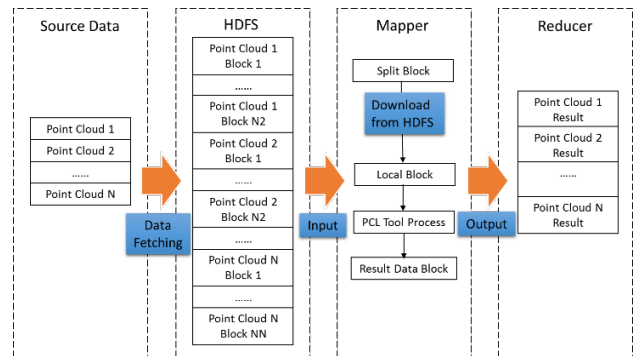 Source Data
Point Cloud 1
Point Cloud 2
......
Point Cloud N
Data
Fetching
HDFS
Point Cloud 1
Block 1
......
Point Cloud 1
Block N2
Point Cloud 2
Block 1
......
Point Cloud 2
Block N2
......
Point Cloud N
Block 1
......
Point Cloud N
Block NN
Input
Mapper
Split Block
Download
from HDFS
Local Block
PCL Tool Process
Result Data Block
Output
Reducer
Point Cloud 1
Result
Point Cloud 2
Result
......
Point Cloud N
Result